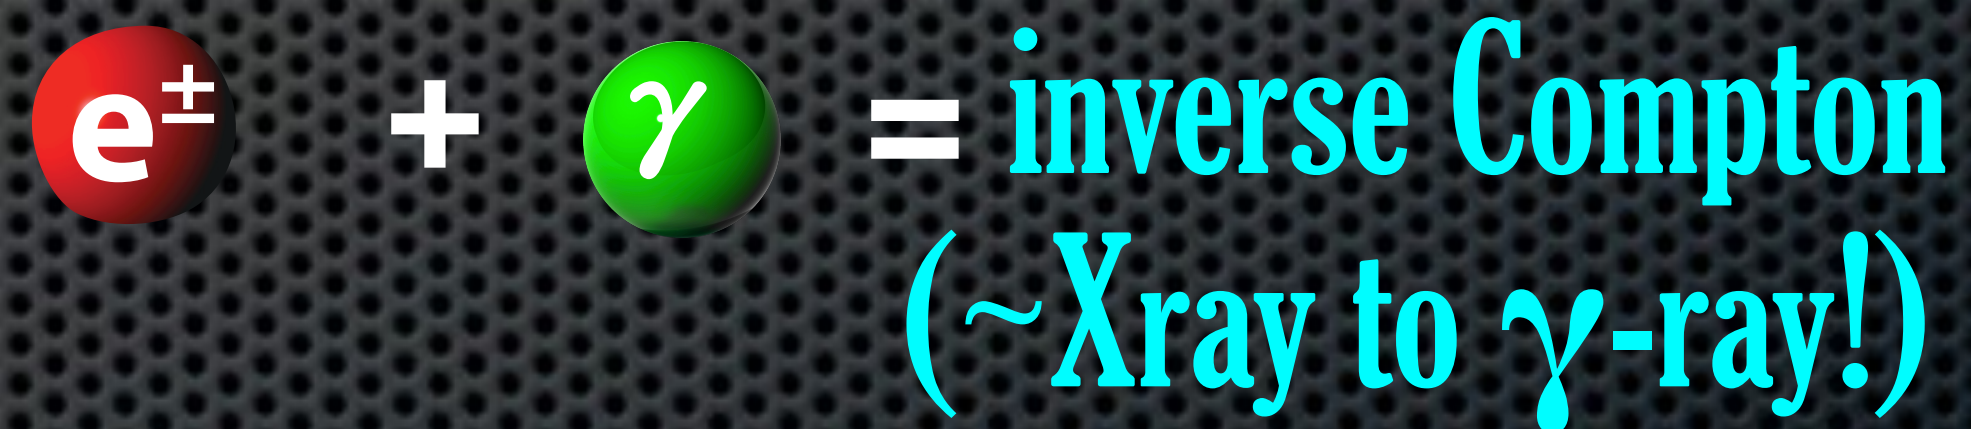 e± + γ = inverse Compton
(~Xray to γ-ray!)